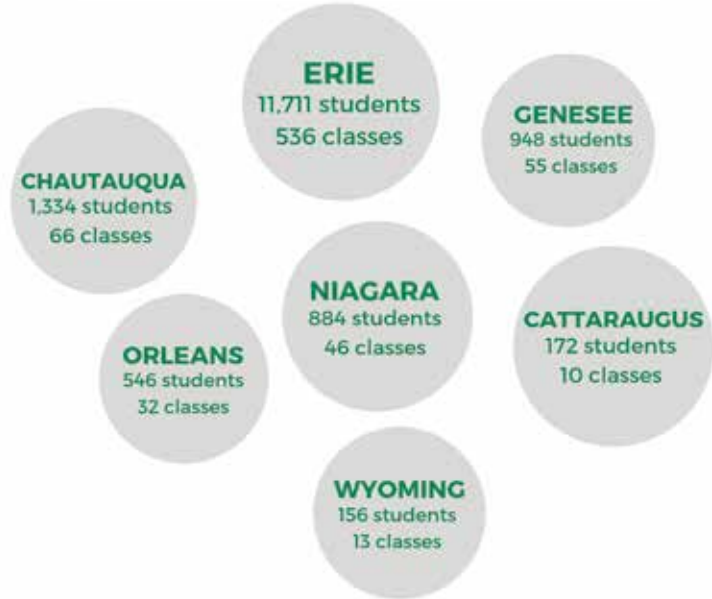 ERIE
11,711 students
536 classes
GENESEE
948 students
55 classes
CHAUTAUQUA
1,334 students
66 classes
NIAGARA
884 students
46 classes
CATTARAUGUS
172 students
10 classes
ORLEANS
546 students
32 classes
WYOMING
156 students
13 classes